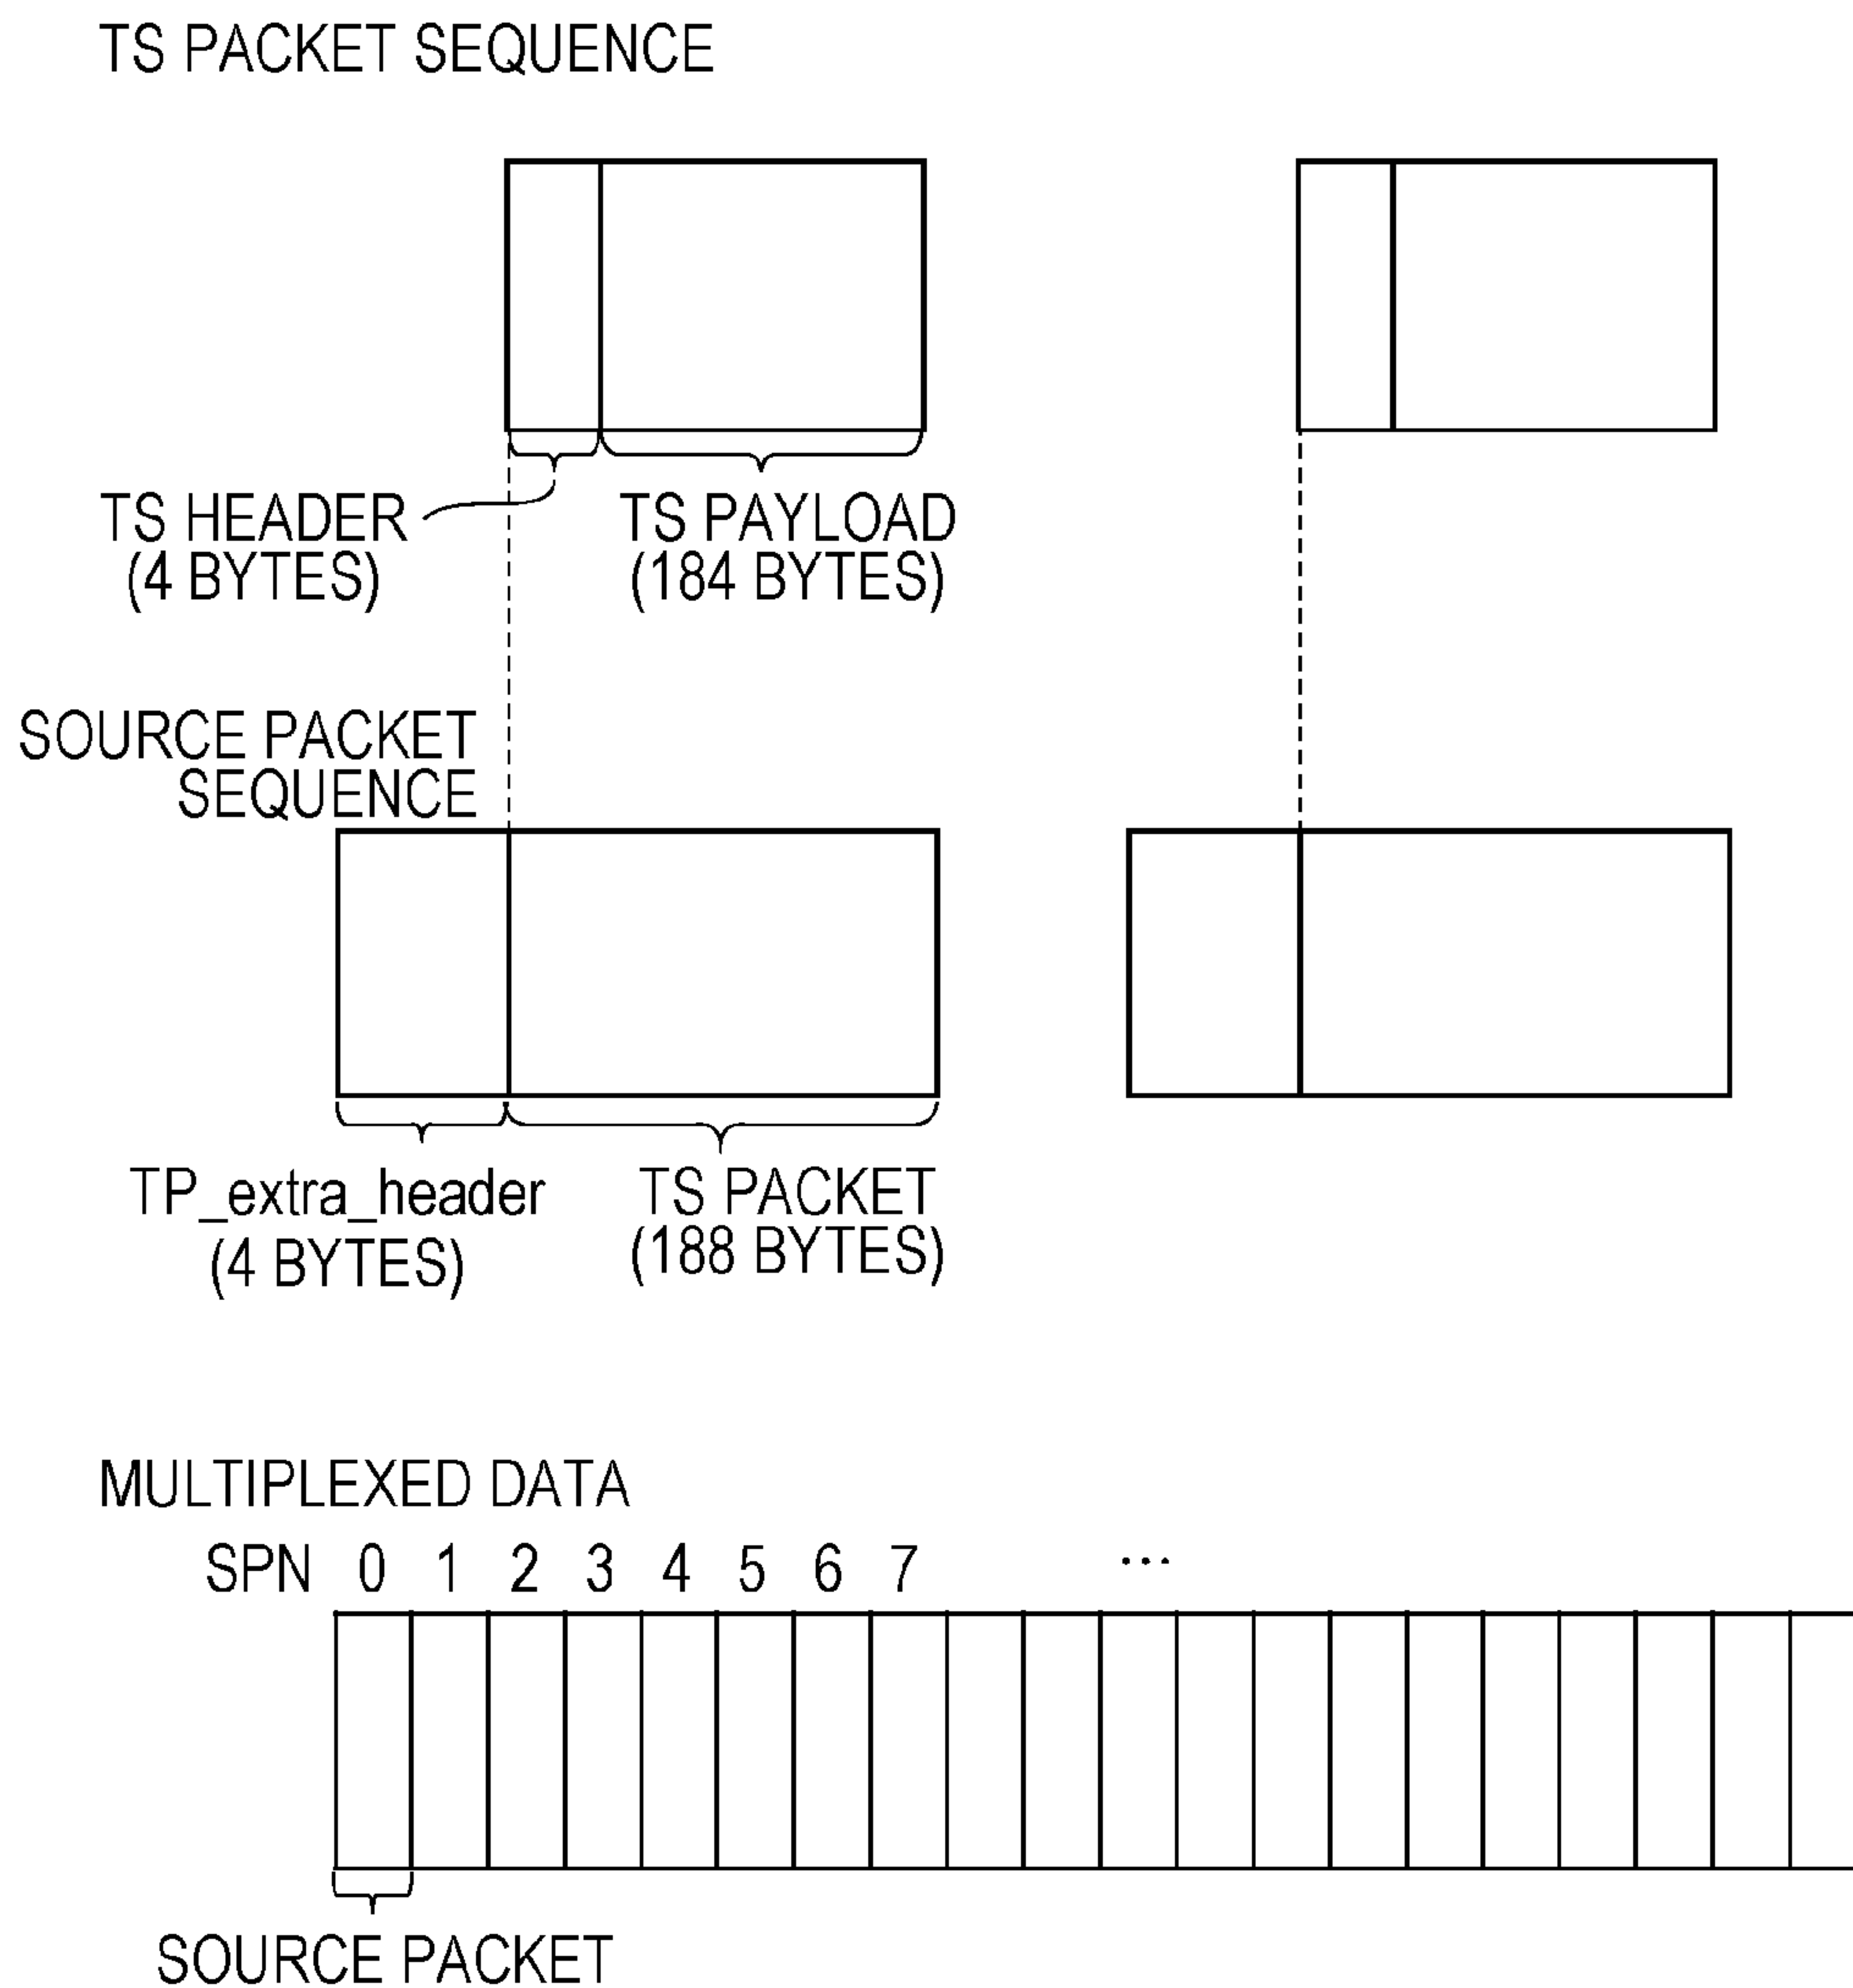 TS PACKET SEQUENCE
TS HEADER
(4 BYTES)
TS PAYLOAD
(184 BYTES)
SOURCE PACKET
SEQUENCE
TP_extra_header
(4 BYTES)
TS PACKET
(188 BYTES)
MULTIPLEXED DATA
SPN 0 1 2 3 4 5 6 7 ...
SOURCE PACKET